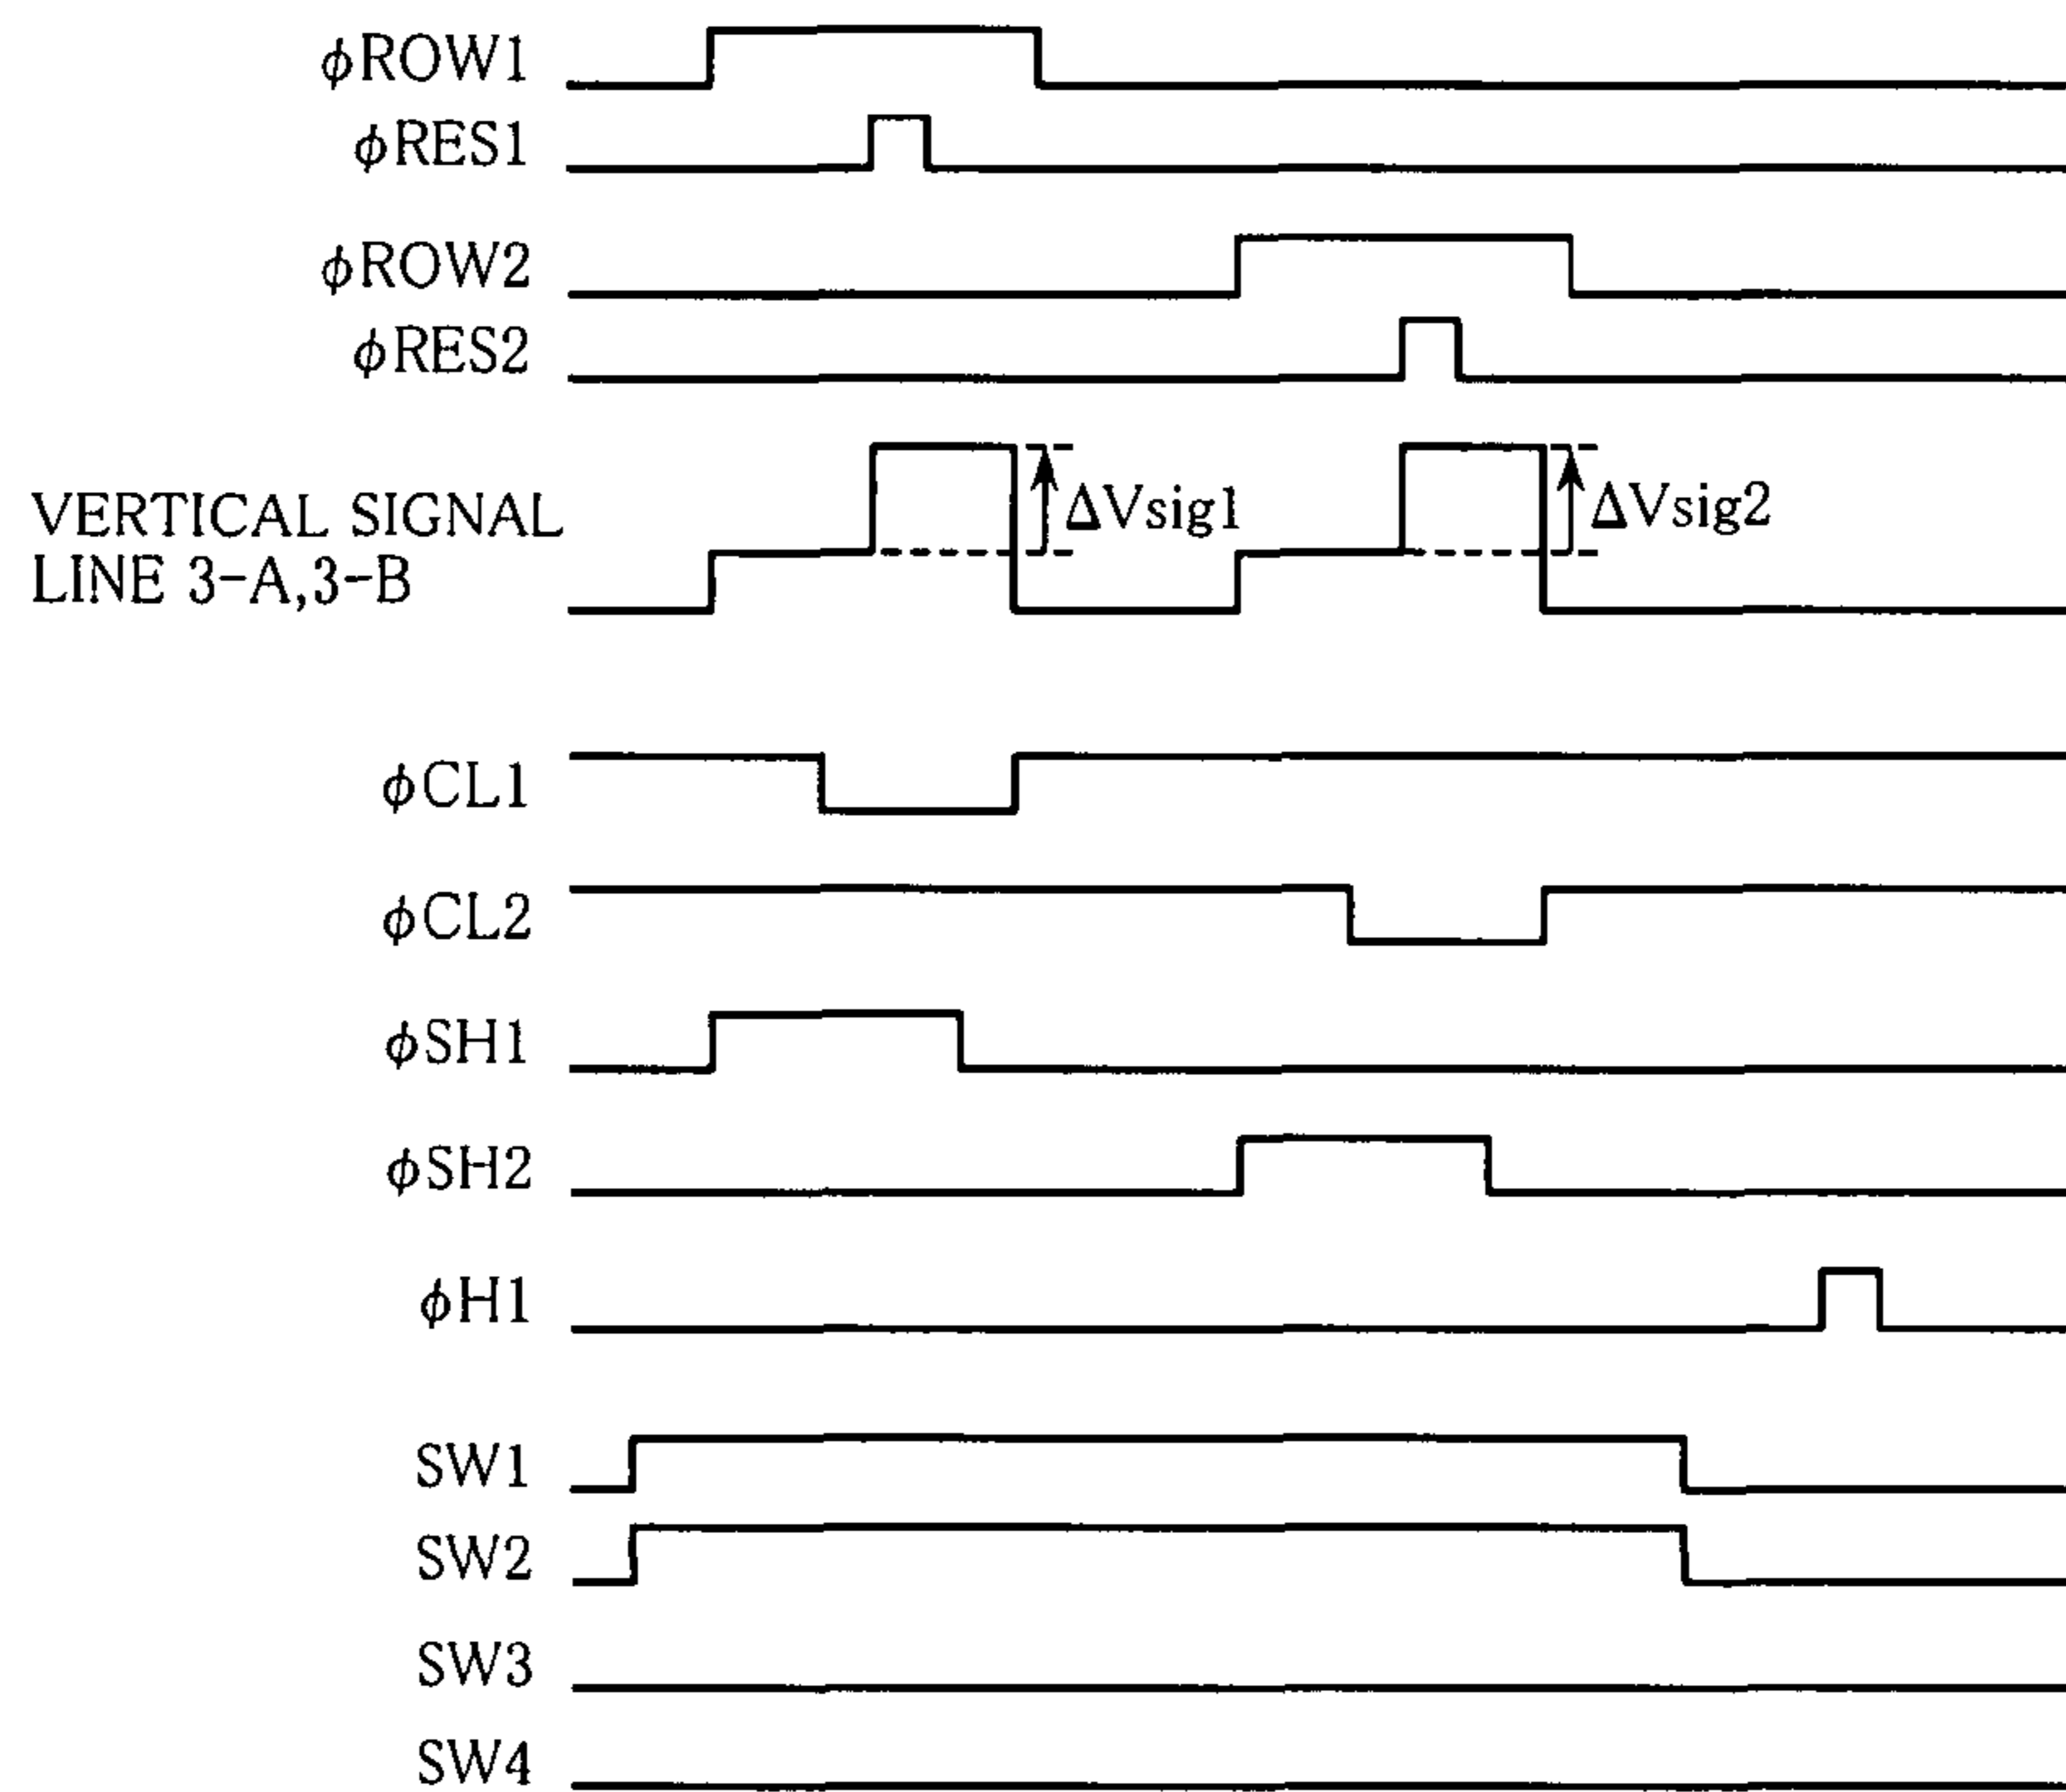 ϕROW1
ϕRES1
ϕROW2
ϕRES2
VERTICAL SIGNAL
LINE 3-A,3-B
ΔVsig1
ΔVsig2
ϕCL1
ϕCL2
ϕSH1
ϕSH2
ϕH1
SW1
SW2
SW3
SW4